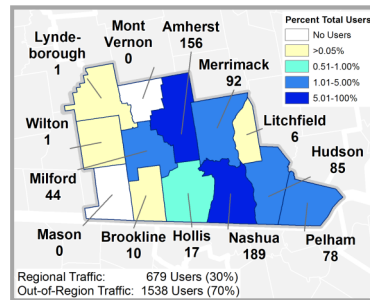 Mont
Vernon
0
Amherst
156
Lynde-
borough
1
Merrimack
92
Percent Total Users
No Users
>0.05%
0.51-1.00%
1.01-5.00%
5.01-100%
Wilton
1
Litchfield
6
Hudson
85
Milford
44
Mason
0
Brookline
10
Hollis
17
Nashua
189
Pelham
78
Regional Traffic: 679 Users (30%)
Out-of-Region Traffic: 1538 Users (70%)